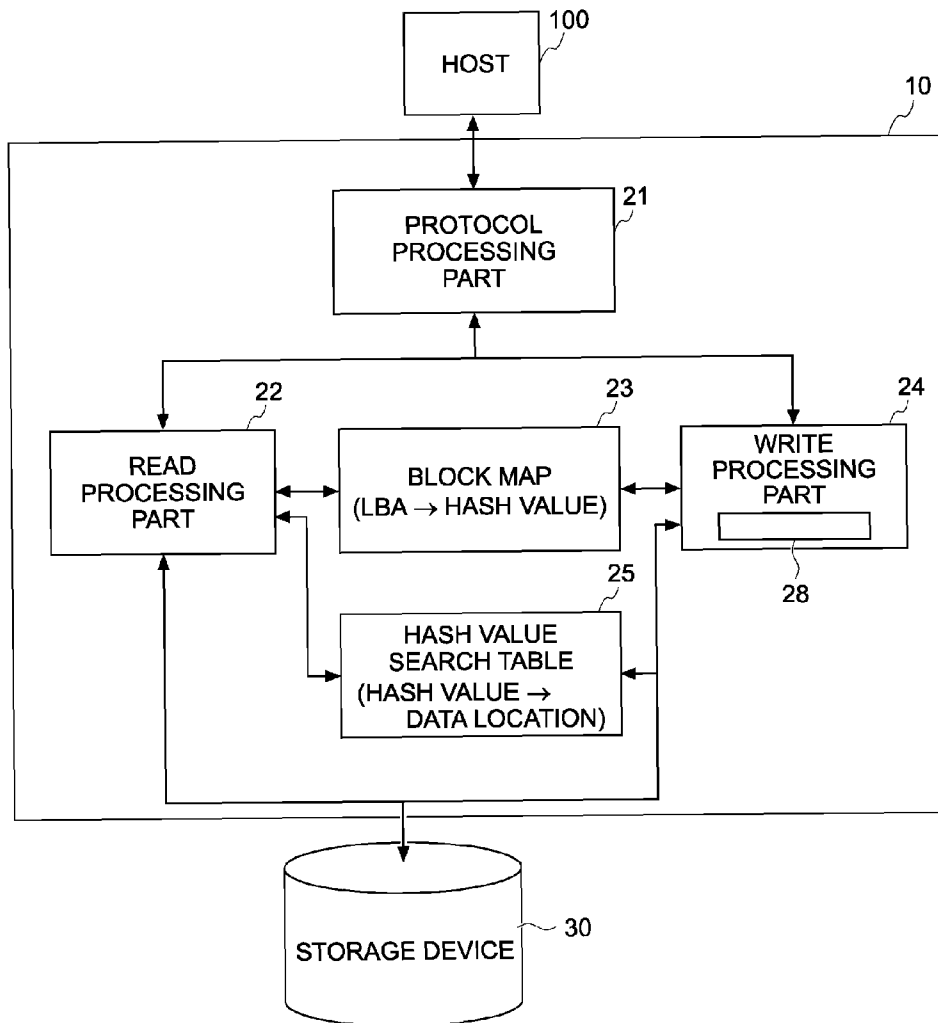 100
HOST
10
21
PROTOCOL
PROCESSING
PART
22
23
24
READ
PROCESSING
PART
BLOCK MAP
(LBA → HASH VALUE)
WRITE
PROCESSING
PART
28
25
HASH VALUE
SEARCH TABLE
(HASH VALUE →
DATA LOCATION)
30
STORAGE DEVICE